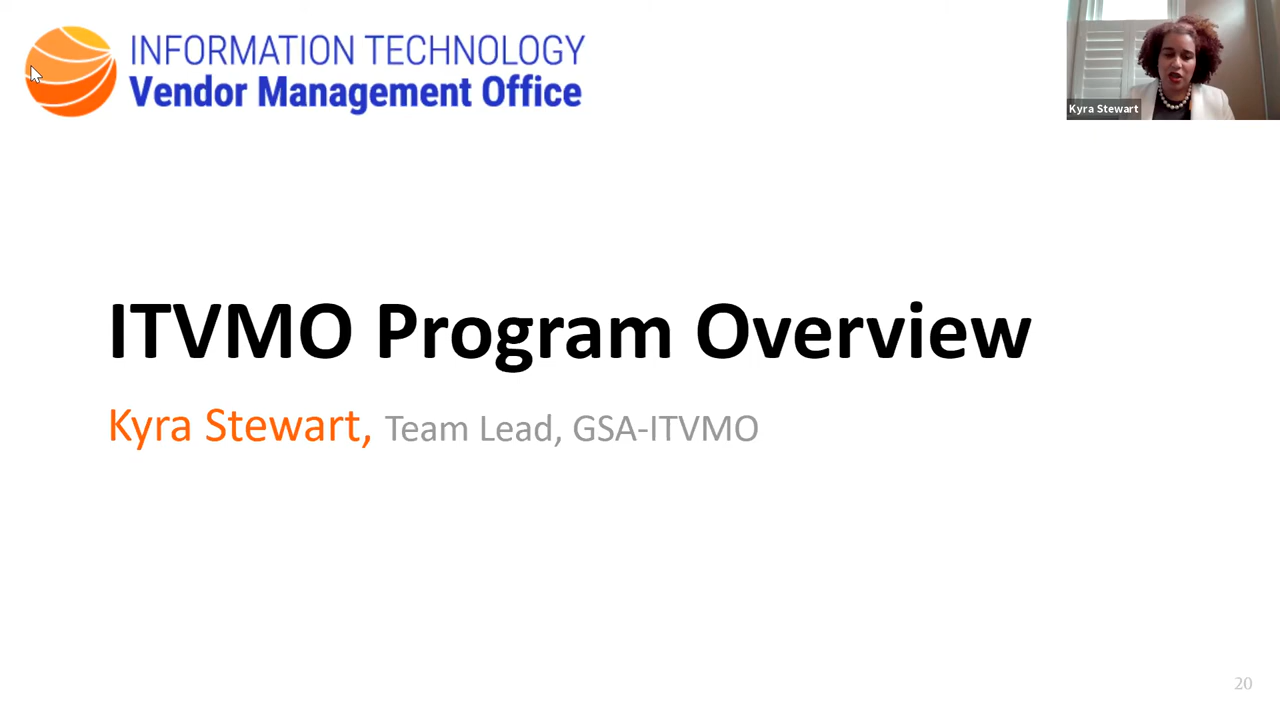 INFORMATION TECHNOLOGY
Vendor Management Office
Kyra Stewart
ITVMO Program Overview
Kyra Stewart, Team Lead, GSA-ITVMO
20